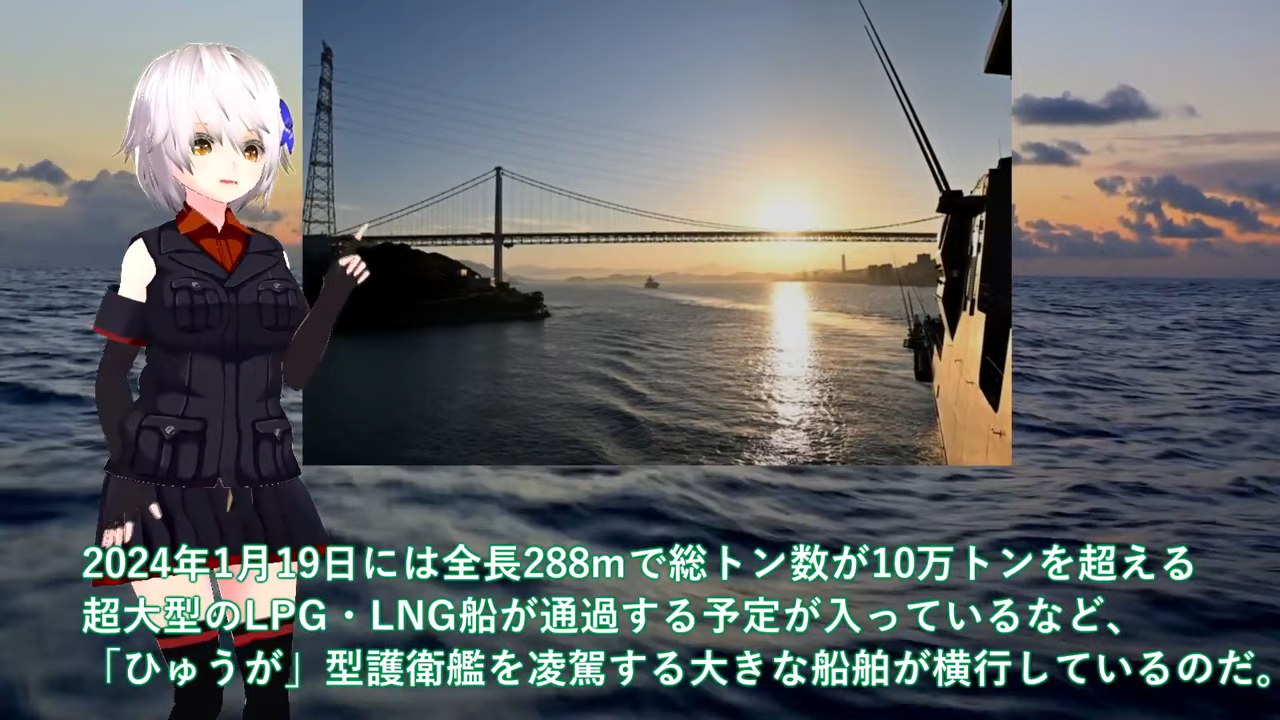 2024年1月19日には全長288mで総トン数が10万トンを超える
超大型のLPG・LNG船が通過する予定が入っているなど、
「ひゅうが」型護衛艦を凌駕する大きな船舶が横行しているのだ。